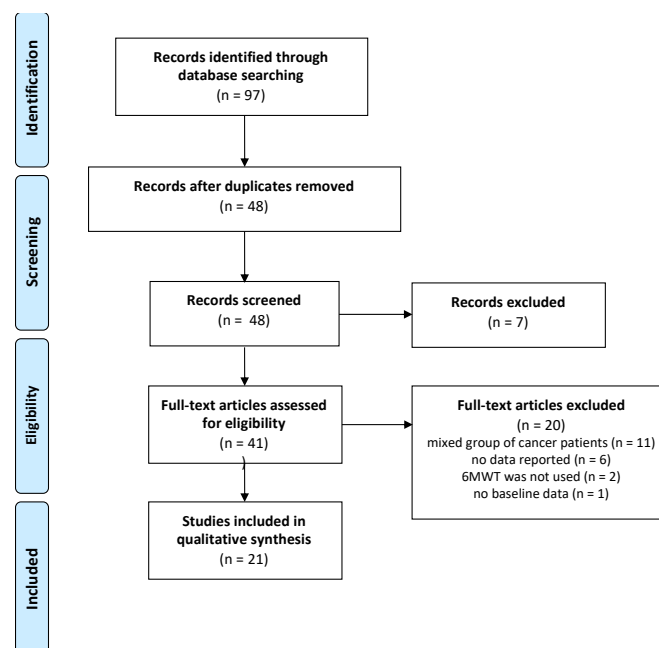 Identification
Records identified through
database searching
(n = 97)
Screening
Records after duplicates removed
(n = 48)
Records screened
(n =  48)
Records excluded
(n = 7)
Eligibility
Full-text articles assessed
for eligibility
(n = 41)
)
Full-text articles excluded
(n = 20)
mixed group of cancer patients (n = 11)
no data reported (n = 6)
6MWT was not used (n = 2)
no baseline data (n = 1)
Included
Studies included in
qualitative synthesis
(n = 21)